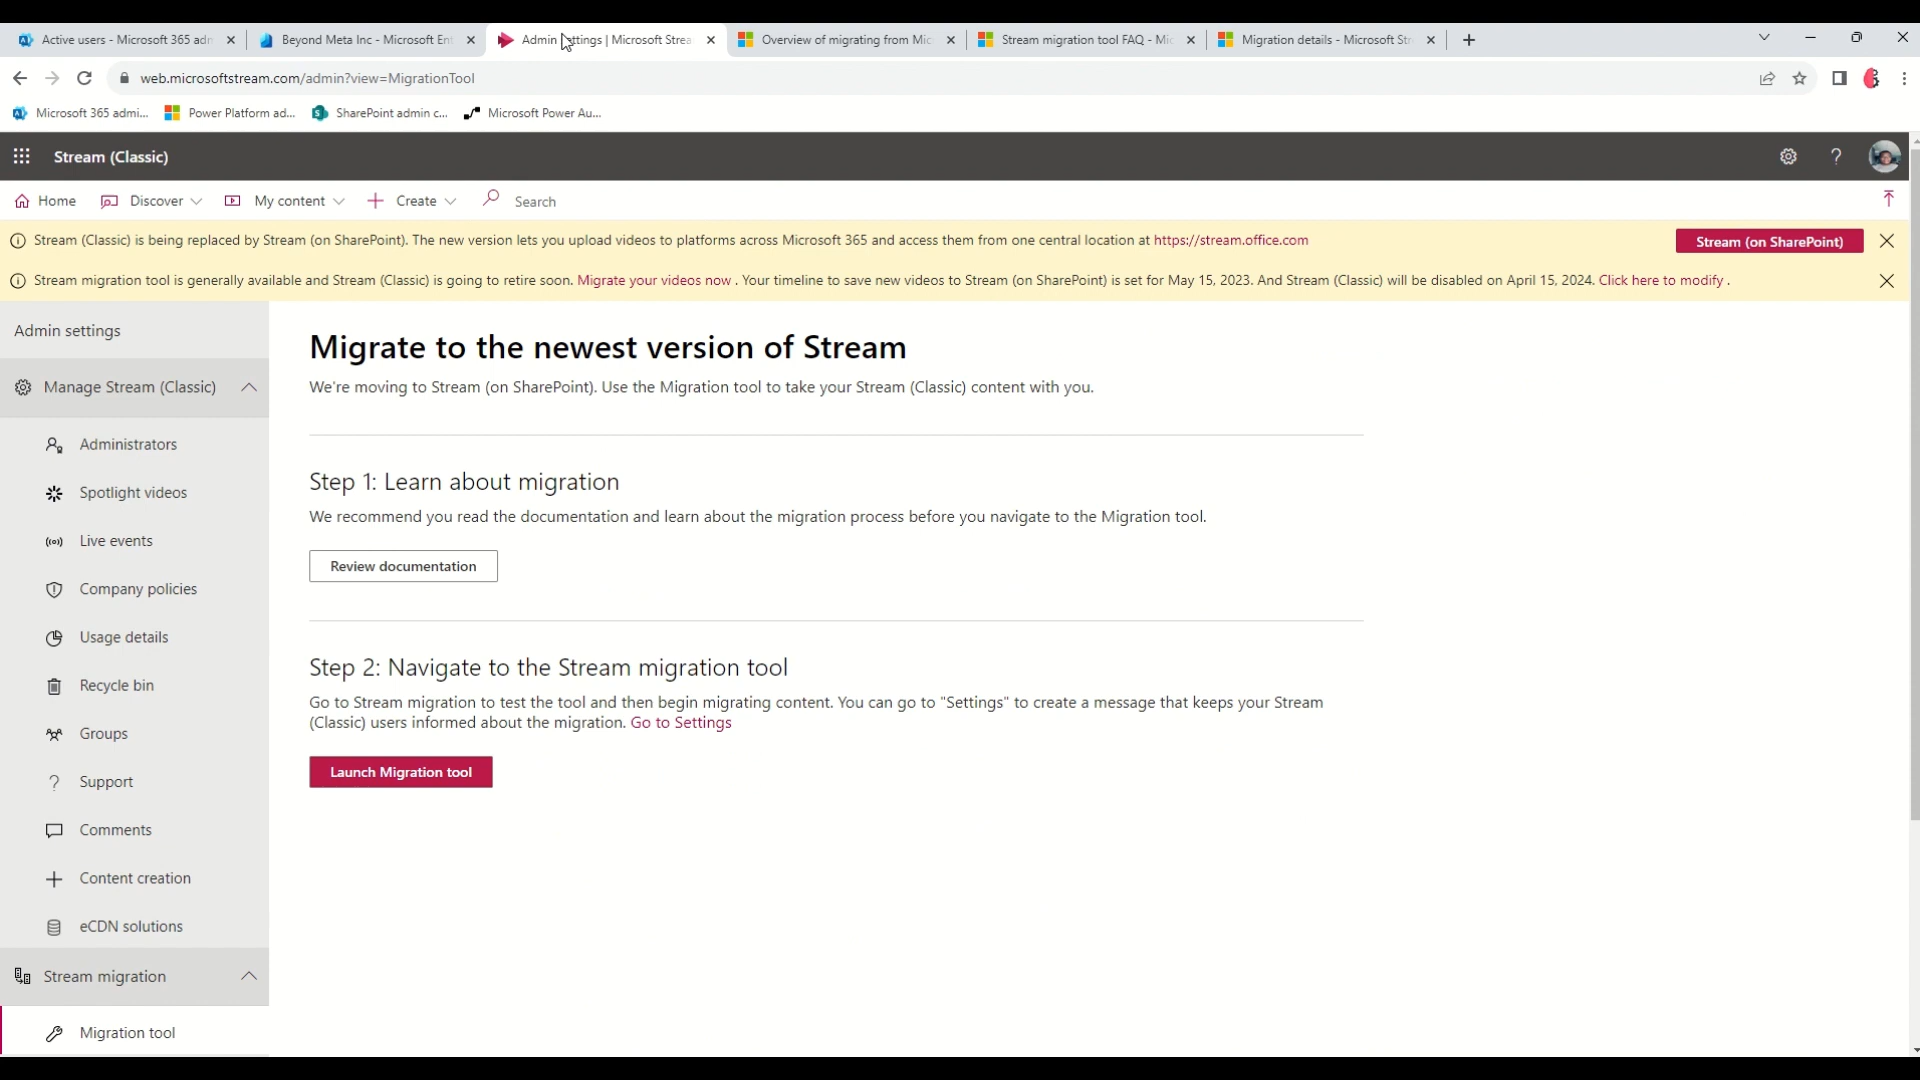 Active users - Microsoft 365 adm
Beyond Meta Inc - Microsoft Ent
Admin settings | Microsoft Strea
Overview of migrating from Mic
Stream migration tool FAQ - Mic
Migration details - Microsoft Str
web.microsoftstream.com/admin?view=MigrationTool
Microsoft 365 admi...
Power Platform ad...
SharePoint admin c...
Microsoft Power Au...
Stream (Classic)
Home
Discover
My content
Create
Search
Stream (Classic) is being replaced by Stream (on SharePoint). The new version lets you upload videos to platforms across Microsoft 365 and access them from one central location at https://stream.office.com
Stream (on SharePoint)
Stream migration tool is generally available and Stream (Classic) is going to retire soon. Migrate your videos now . Your timeline to save new videos to Stream (on SharePoint) is set for May 15, 2023. And Stream (Classic) will be disabled on April 15, 2024. Click here to modify .
Admin settings
Manage Stream (Classic)
Administrators
Spotlight videos
Live events
Company policies
Usage details
Recycle bin
Groups
Support
Comments
Content creation
eCDN solutions
Stream migration
Migration tool
Migrate to the newest version of Stream
We're moving to Stream (on SharePoint). Use the Migration tool to take your Stream (Classic) content with you.
Step 1: Learn about migration
We recommend you read the documentation and learn about the migration process before you navigate to the Migration tool.
Review documentation
Step 2: Navigate to the Stream migration tool
Go to Stream migration to test the tool and then begin migrating content. You can go to "Settings" to create a message that keeps your Stream
(Classic) users informed about the migration. Go to Settings
Launch Migration tool